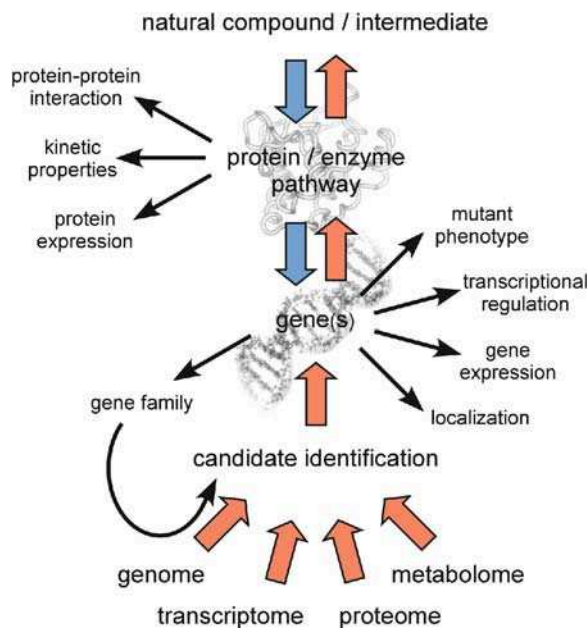 natural compound / intermediate
protein-protein
interaction
kinetic
properties
protein
expression
protein / enzyme
pathway
mutant
phenotype
transcriptional
regulation
gene(s)
gene
expression
gene family
localization
candidate identification
genome
metabolome
transcriptome
proteome